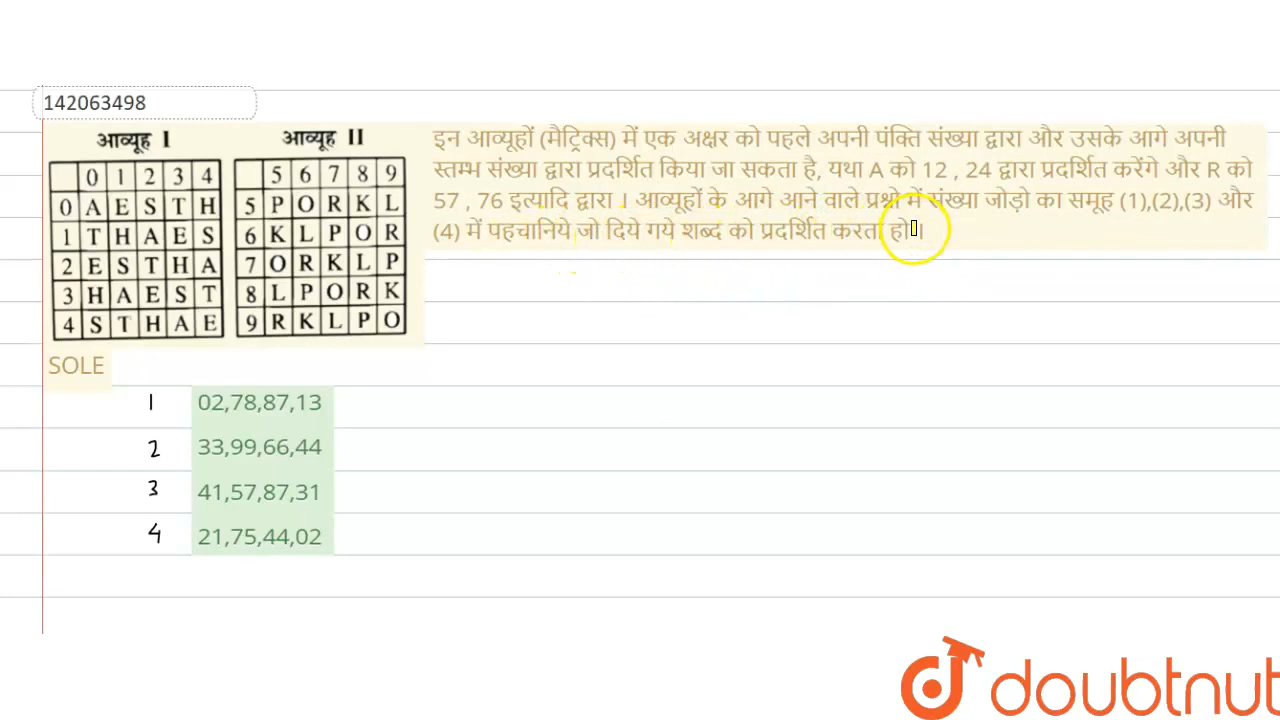 142063498
आव्यूह I
आव्यूह II
0 1 2 3 4
0 A E S T H
1 T H A E S
2 E S T H A
3 H A E S T
4 S T H A E
5 6 7 8 9
5 P O R K L
6 K L P O R
7 O R K L P
8 L P O R K
9 R K L P O
इन आव्यूहों (मैट्रिक्स) में एक अक्षर को पहले अपनी पंक्ति संख्या द्वारा और उसके आगे अपनी
स्तम्भ संख्या द्वारा प्रदर्शित किया जा सकता है, यथा A को 12 , 24 द्वारा प्रदर्शित करेंगे और R को
57 , 76 इत्यादि द्वारा । आव्यूहों के आगे आने वाले प्रश्नो में संख्या जोड़ो का समूह (1),(2),(3) और
(4) में पहचानिये जो दिये गये शब्द को प्रदर्शित करता हो ।
SOLE
1 02,78,87,13
2 33,99,66,44
3 41,57,87,31
4 21,75,44,02
doubtnut